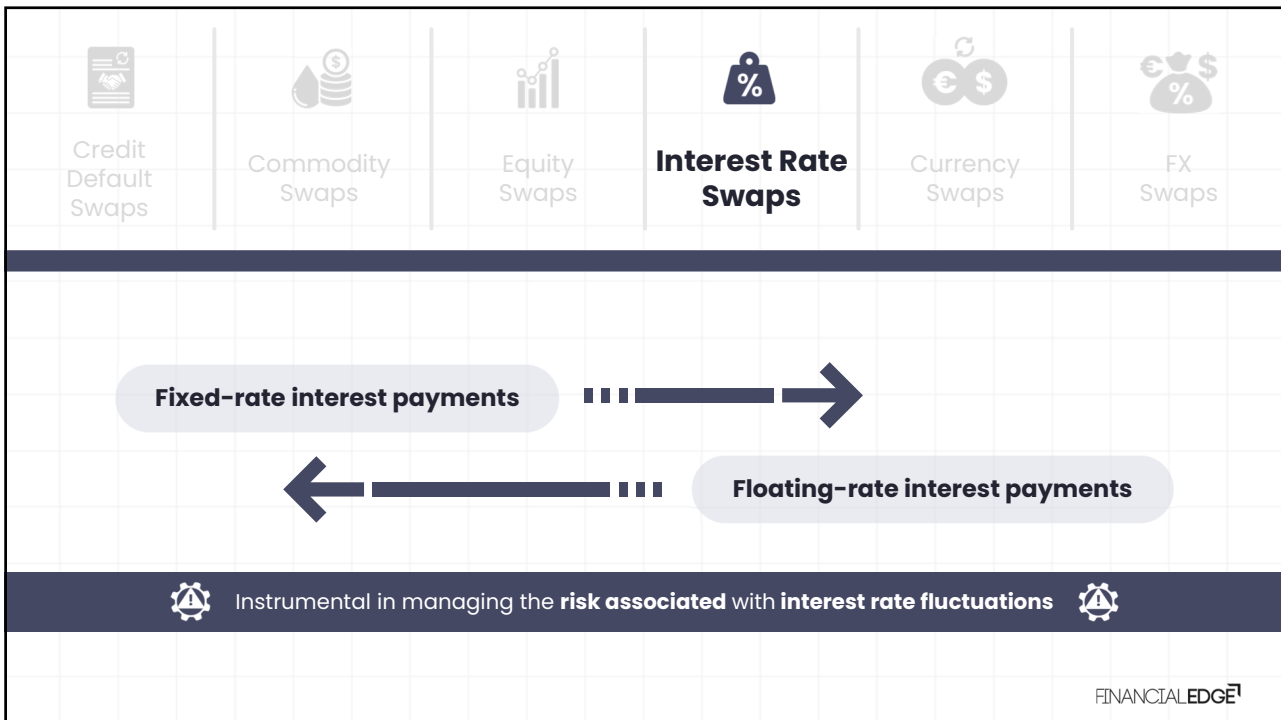 Credit
Default
Swaps
Commodity
Swaps
Equity
Swaps
Interest Rate
Swaps
Currency
Swaps
FX
Swaps
$
%
€ $
€ $
%
Fixed-rate interest payments
Floating-rate interest payments
Instrumental in managing the risk associated with interest rate fluctuations
FINANCIALEDGE